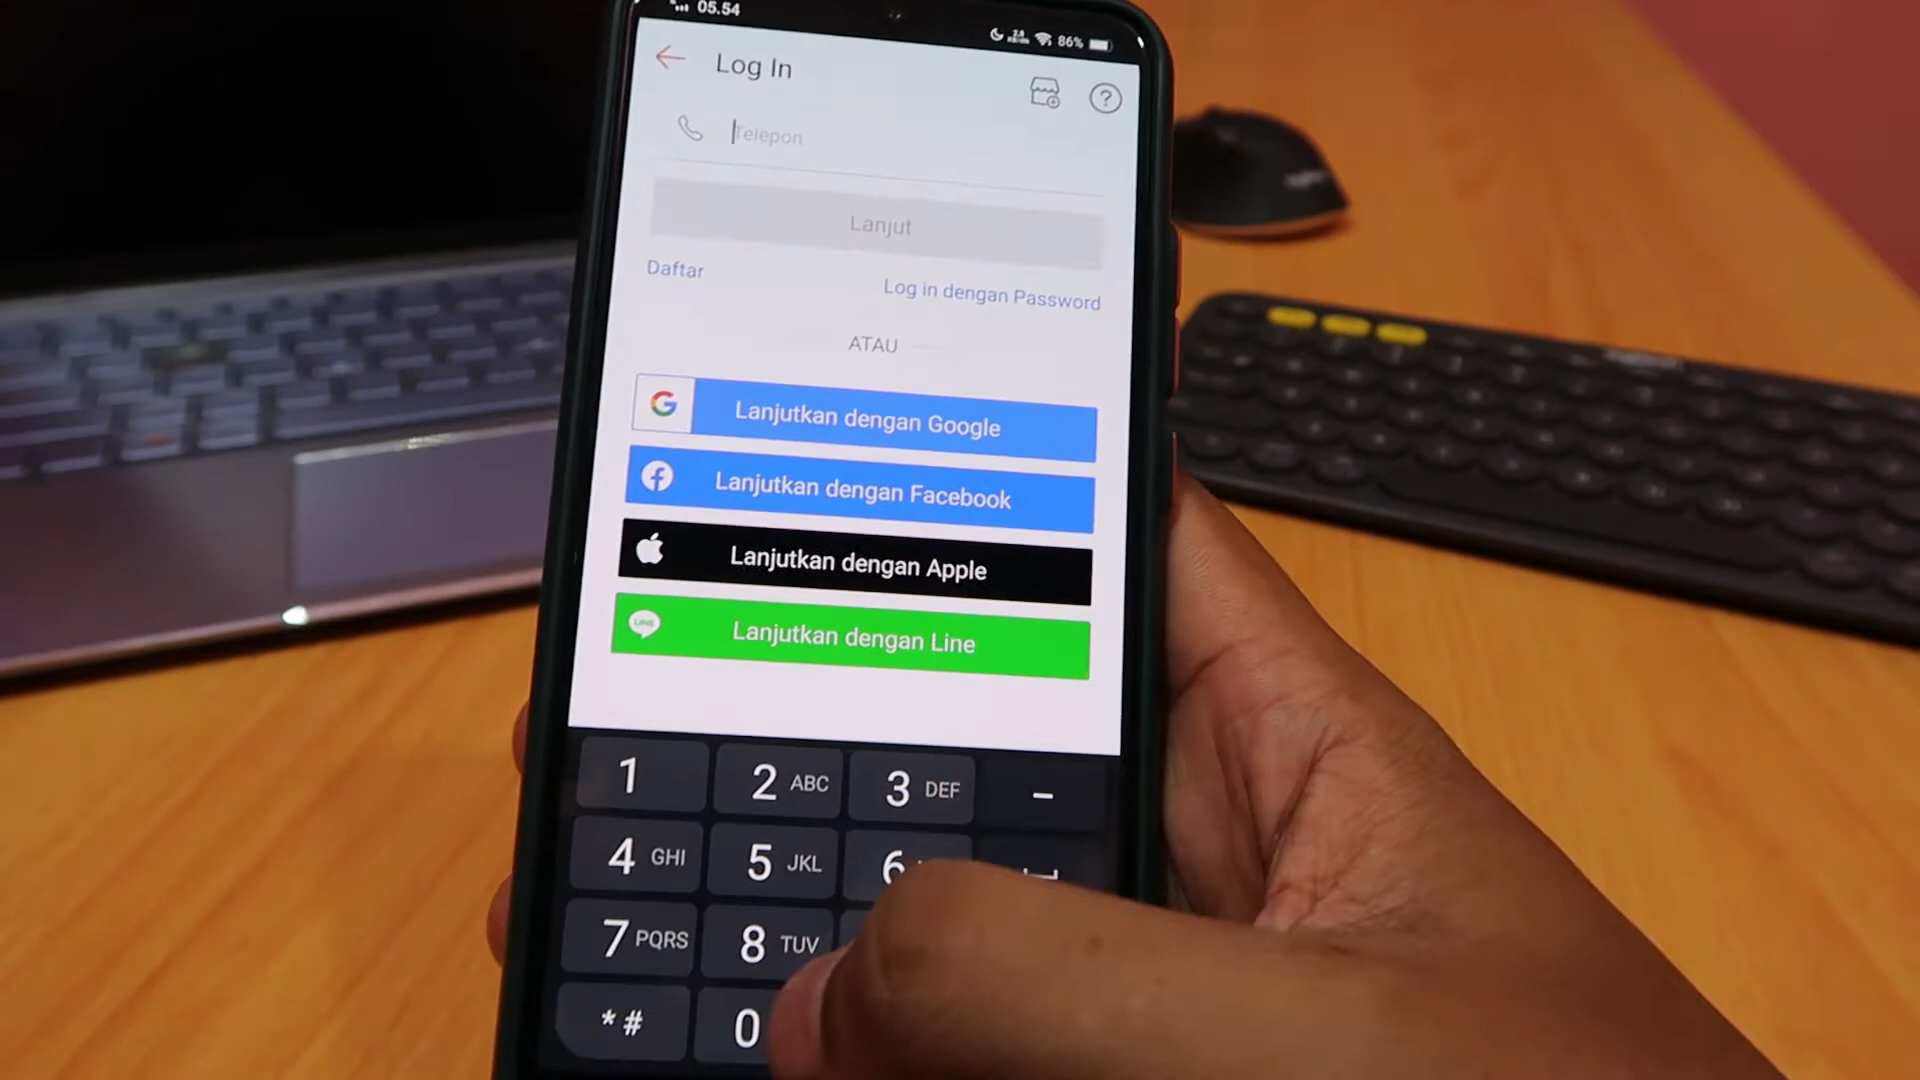 05.54
86%
Log In
Telepon
Lanjut
Daftar
Log in dengan Password
ATAU
Lanjutkan dengan Google
Lanjutkan dengan Facebook
Lanjutkan dengan Apple
LINE
Lanjutkan dengan Line
1
2 ABC
3 DEF
-
4 GHI
5 JKL
6
7 PQRS
8 TUV
*#
0